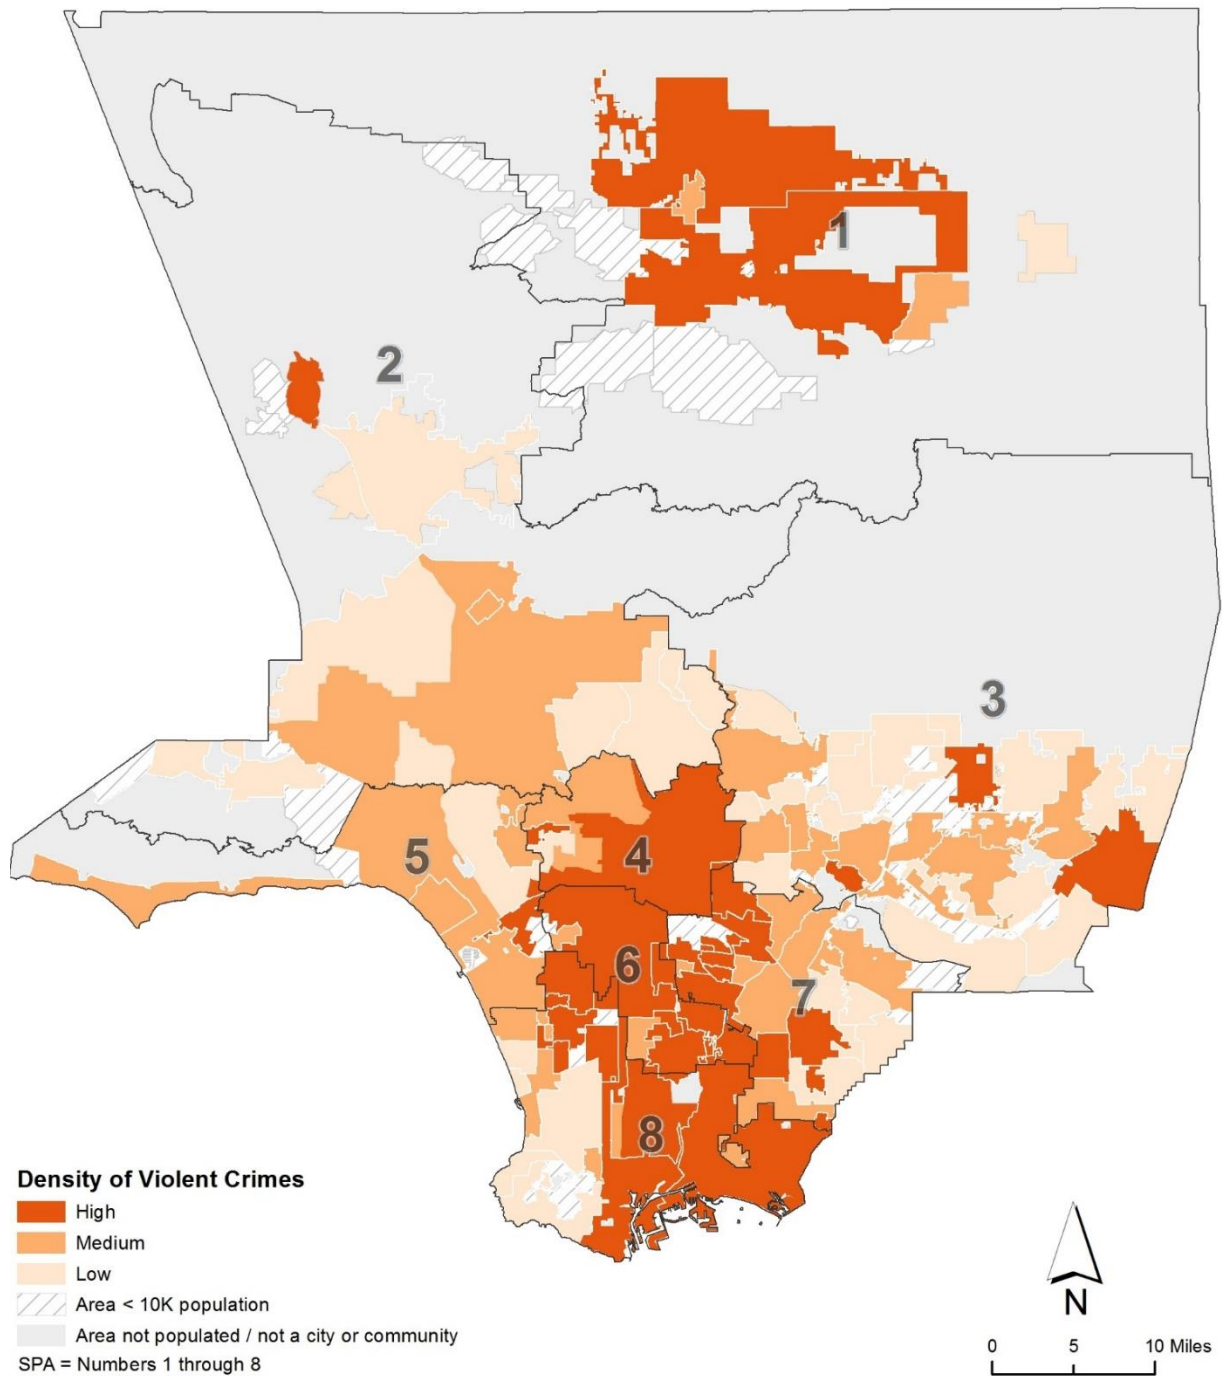 1
2
3
4
5
6
7
8
Density of Violent Crimes
High
Medium
Low
Area < 10K population
Area not populated / not a city or community
SPA = Numbers 1 through 8
N
0 5 10 Miles